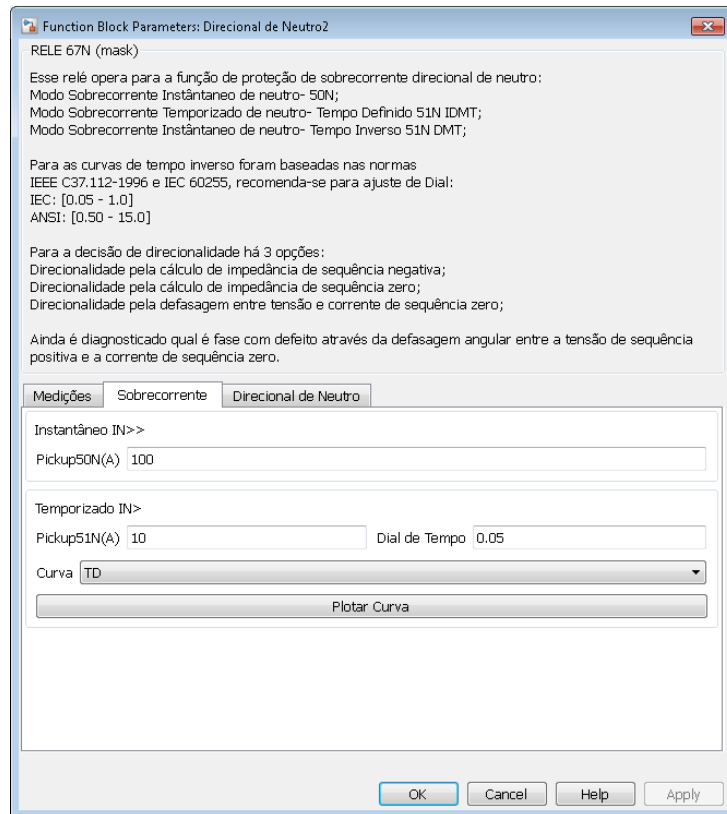 Function Block Parameters: Direcional de Neutro2
RELE 67N (mask)
Esse relé opera para a função de proteção de sobrecorrente direcional de neutro:
Modo Sobrecorrente Instântaneo de neutro- 50N;
Modo Sobrecorrente Temporizado de neutro- Tempo Definido 51N IDMT;
Modo Sobrecorrente Instântaneo de neutro- Tempo Inverso 51N DMT;
Para as curvas de tempo inverso foram baseadas nas normas
IEEE C37.112-1996 e IEC 60255, recomenda-se para ajuste de Dial:
IEC: [0.05 - 1.0]
ANSI: [0.50 - 15.0]
Para a decisão de direcionalidade há 3 opções:
Direcionalidade pela cálculo de impedância de sequência negativa;
Direcionalidade pela cálculo de impedância de sequência zero;
Direcionalidade pela defasagem entre tensão e corrente de sequência zero;
Ainda é diagnosticado qual é fase com defeito através da defasagem angular entre a tensão de sequência
positiva e a corrente de sequência zero.
Medições Sobrecorrente Direcional de Neutro
Instantâneo IN>>
Pickup50N(A) 100
Temporizado IN>
Pickup51N(A) 10 Dial de Tempo 0.05
Curva TD
Plotar Curva
OK Cancel Help Apply